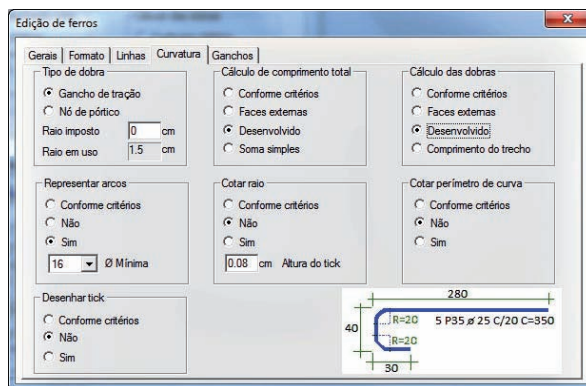 Edição de ferros
Gerais Formato Linhas Curvatura Ganchos
Tipo de dobra
Gancho de tração
Nó de pórtico
Raio imposto 0 cm
Raio em uso 1.5 cm
Cálculo de comprimento total
Conforme critérios
Faces externas
Desenvolvido
Soma simples
Cálculo das dobras
Conforme critérios
Faces externas
Desenvolvido
Comprimento do trecho
Representar arcos
Conforme critérios
Não
Sim
16 Ø Mínima
Cotar raio
Conforme critérios
Não
Sim
0.08 cm Altura do tick
Cotar perímetro de curva
Conforme critérios
Não
Sim
Desenhar tick
Conforme critérios
Não
Sim
280
40
R=20 5 P35 ø 25 C/20 C=350
R=20
30